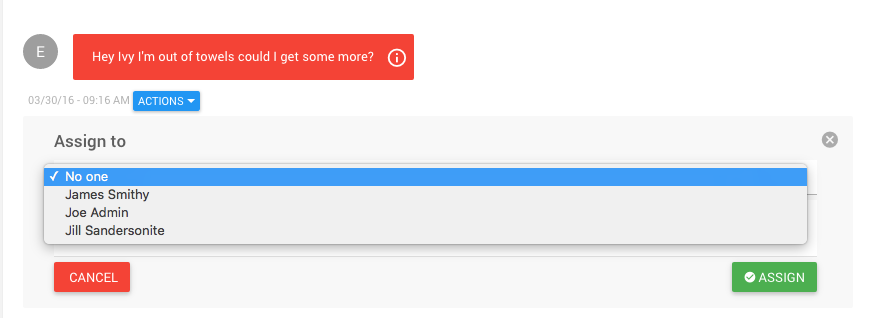 E
Hey Ivy I'm out of towels could I get some more?
03/30/16 - 09:16 AM ACTIONS
Assign to
No one
James Smithy
Joe Admin
Jill Sandersonite
CANCEL
ASSIGN